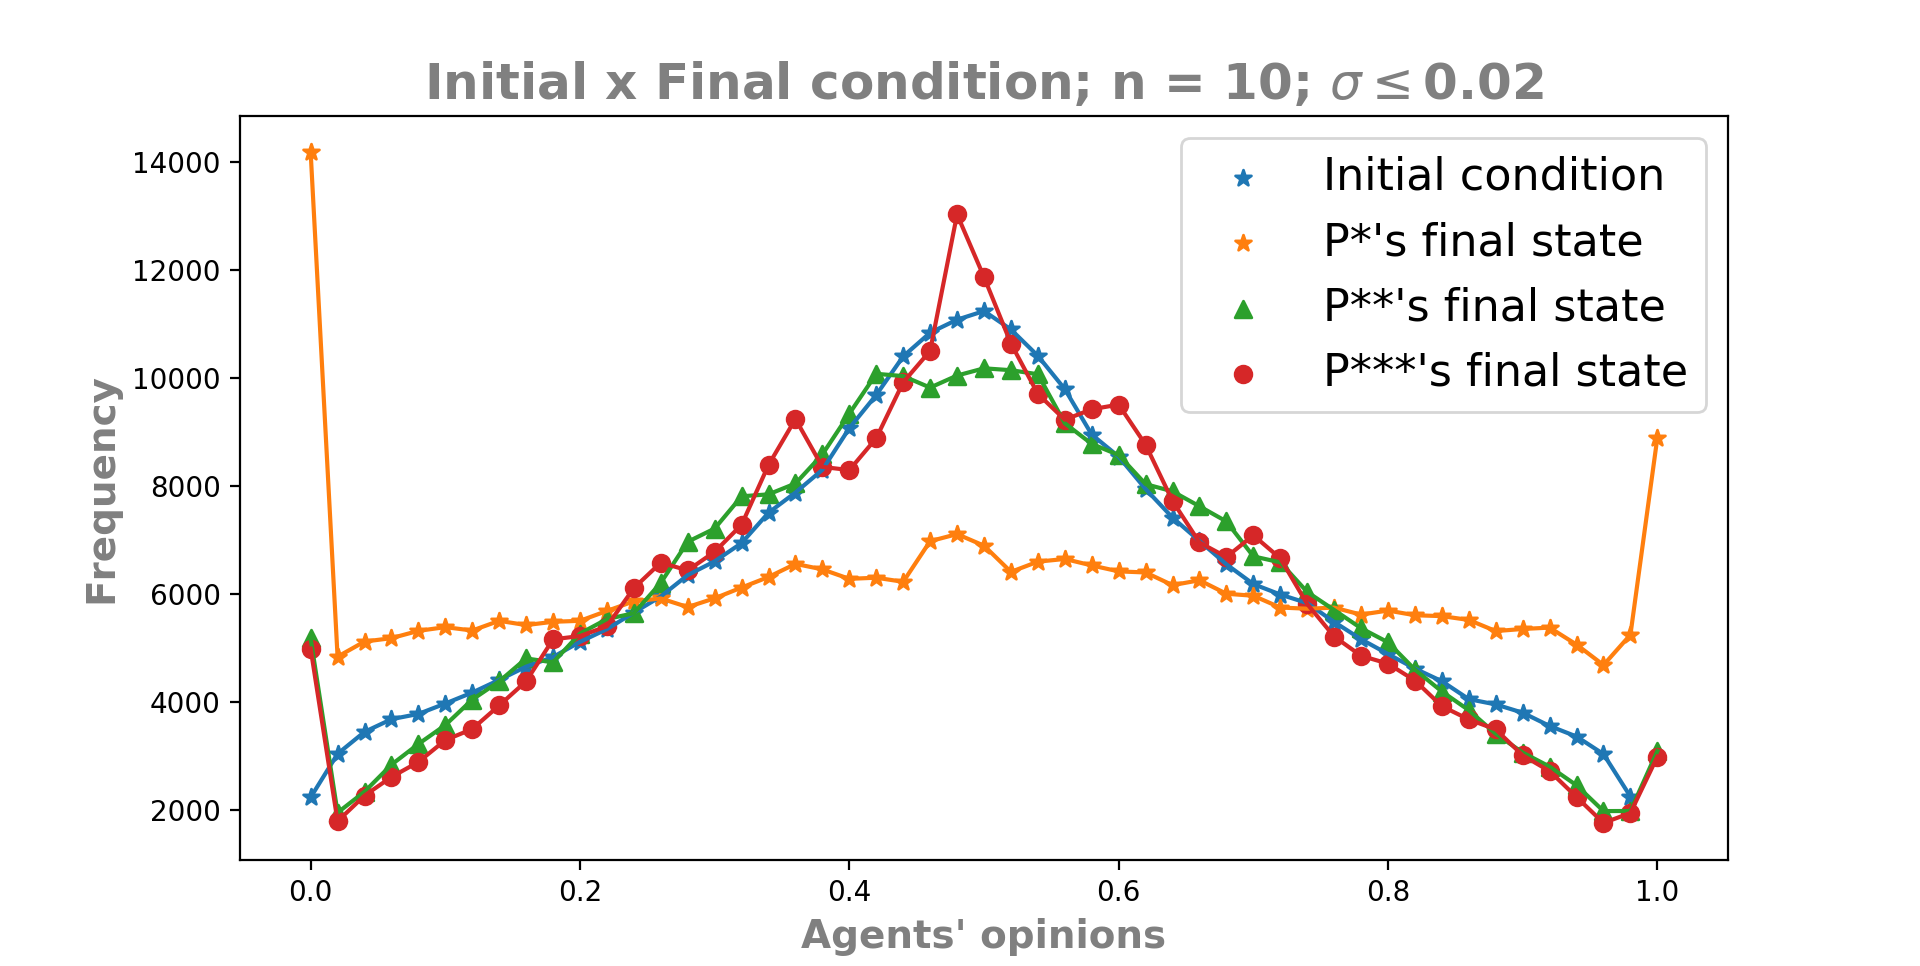 Initial x Final condition; n = 10; σ ≤ 0.02
Initial condition
P*'s final state
P**'s final state
P***'s final state
14000
12000
10000
8000
6000
4000
2000
Frequency
0.0 0.2 0.4 0.6 0.8 1.0
Agents' opinions